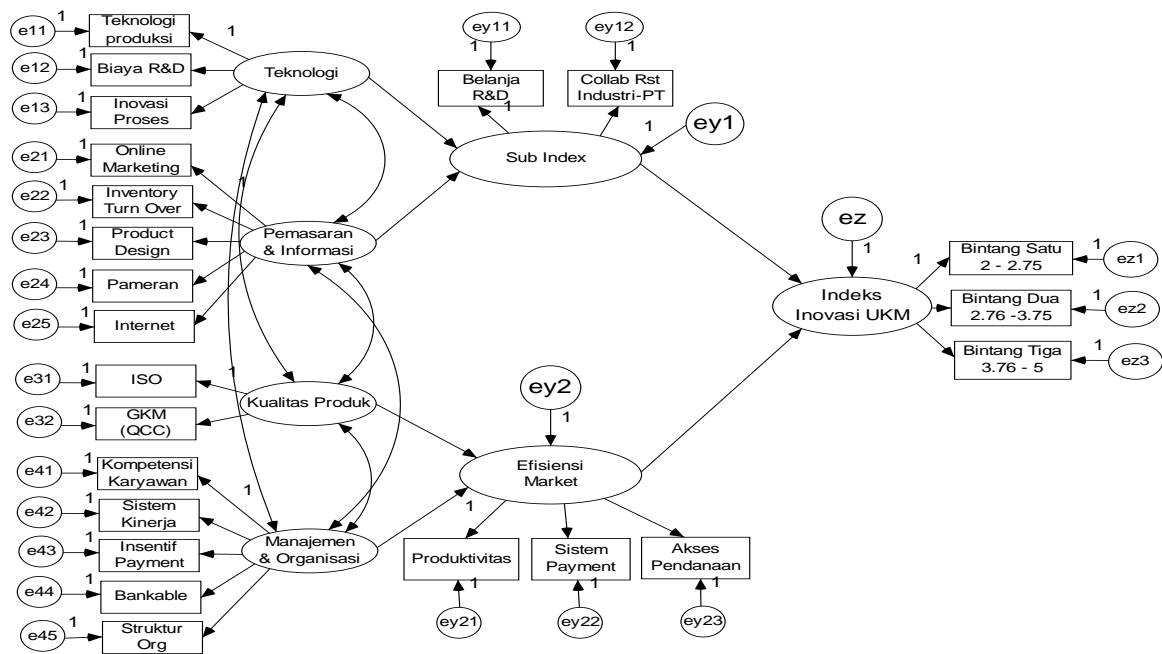 e11
1
Teknologi
produksi
1
e12
1
Biaya R&D
e13
1
Inovasi
Proses
Teknologi
e21
1
Online
Marketing
1
e22
1
Inventory
Turn Over
e23
1
Product
Design
e24
1
Pameran
e25
1
Internet
Pemasaran
& Informasi
e31
1
ISO
1
e32
1
GKM
(QCC)
Kualitas Produk
e41
1
Kompetensi
Karyawan
1
e42
1
Sistem
Kinerja
e43
1
Insentif
Payment
e44
1
Bankable
e45
1
Struktur
Org
Manajemen
& Organisasi
ey11
1
Belanja
R&D
1
ey12
1
Collab Rst
Industri-PT
ey1
1
Sub Index
ey2
1
Efisiensi
Market
1
Produktivitas
1
ey21
Sistem
Payment
1
ey22
Akses
Pendanaan
1
ey23
ez
1
Indeks
Inovasi UKM
1
Bintang Satu
2 - 2.75
1
ez1
Bintang Dua
2.76 -3.75
1
ez2
Bintang Tiga
3.76 - 5
1
ez3